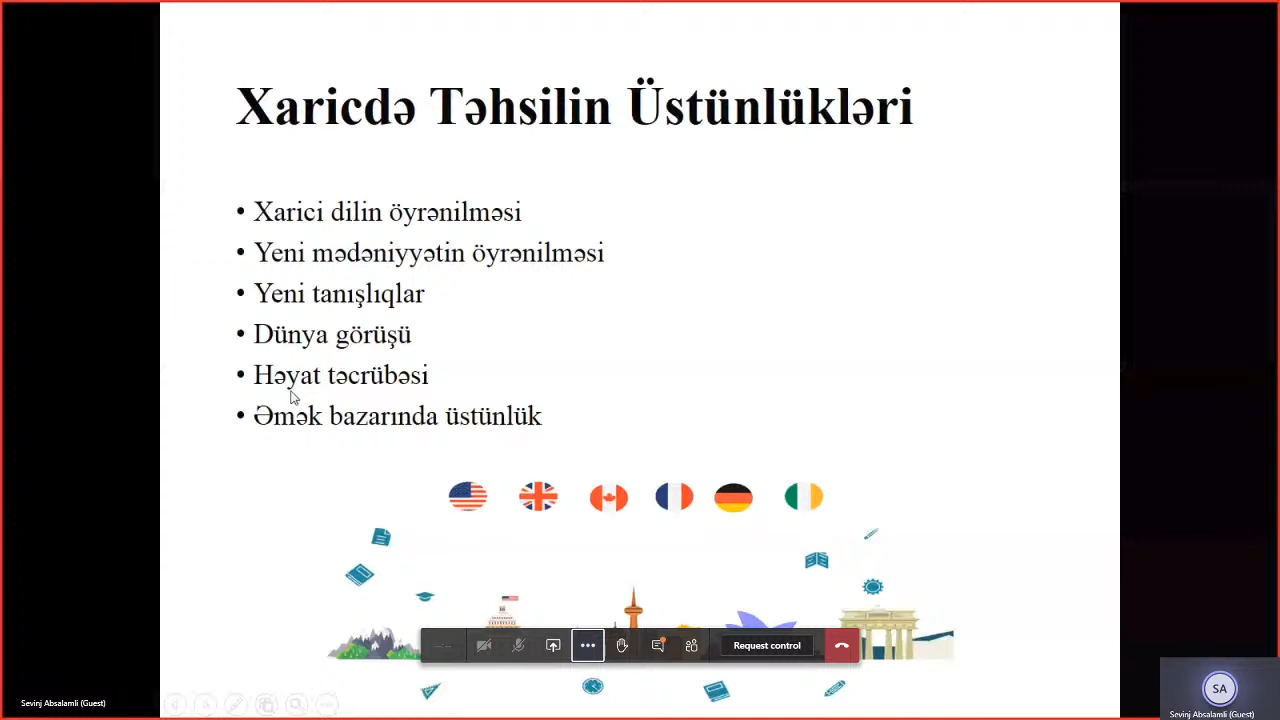 Xaricdə Təhsilin Üstünlükləri
• Xarici dilin öyrənilməsi
• Yeni mədəniyyətin öyrənilməsi
• Yeni tanışlıqlar
• Dünya görüşü
• Həyat təcrübəsi
• Əmək bazarında üstünlük
Request control
SA
Sevinj Absalamli (Guest)
Sevinj Absalamli (Guest)